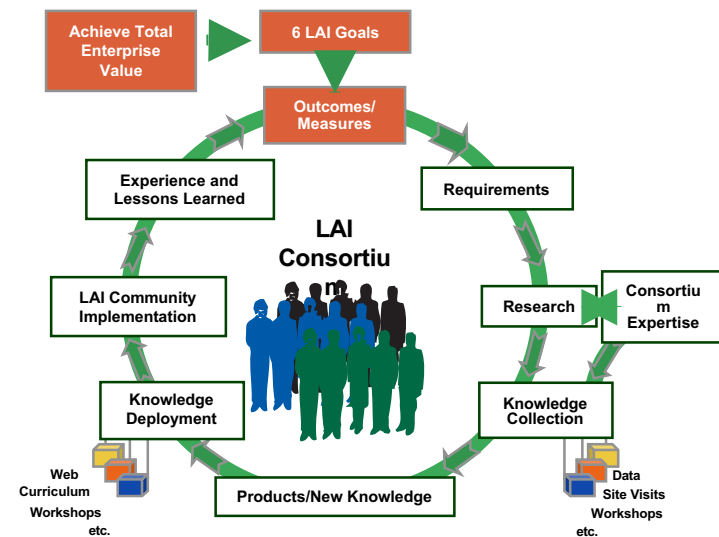 Achieve Total
Enterprise
Value
6 LAI Goals
Outcomes/
Measures
Experience and
Lessons Learned
Requirements
LAI
Consortiu
m
LAI Community
Implementation
Research
Consortiu
m
Expertise
Knowledge
Deployment
Knowledge
Collection
Products/New Knowledge
Web
Curriculum
Workshops
etc.
Data
Site Visits
Workshops
etc.